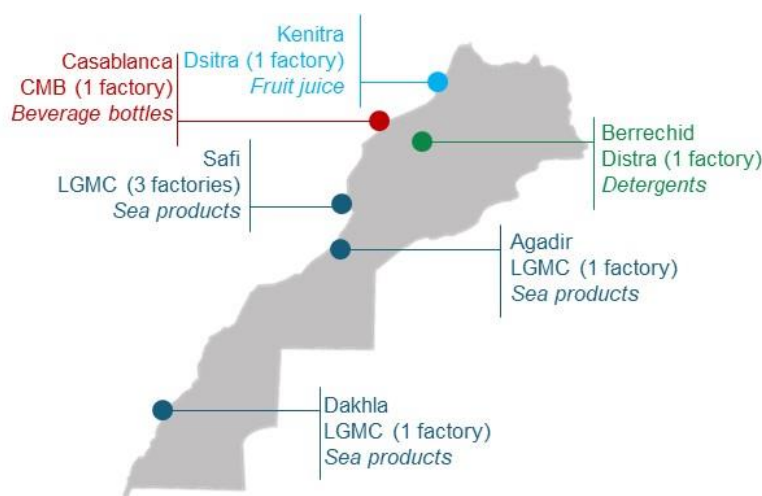 Kenitra
Dsitra (1 factory)
Fruit juice
Casablanca
CMB (1 factory)
Beverage bottles
Berrechid
Distra (1 factory)
Detergents
Safi
LGMC (3 factories)
Sea products
Agadir
LGMC (1 factory)
Sea products
Dakhla
LGMC (1 factory)
Sea products